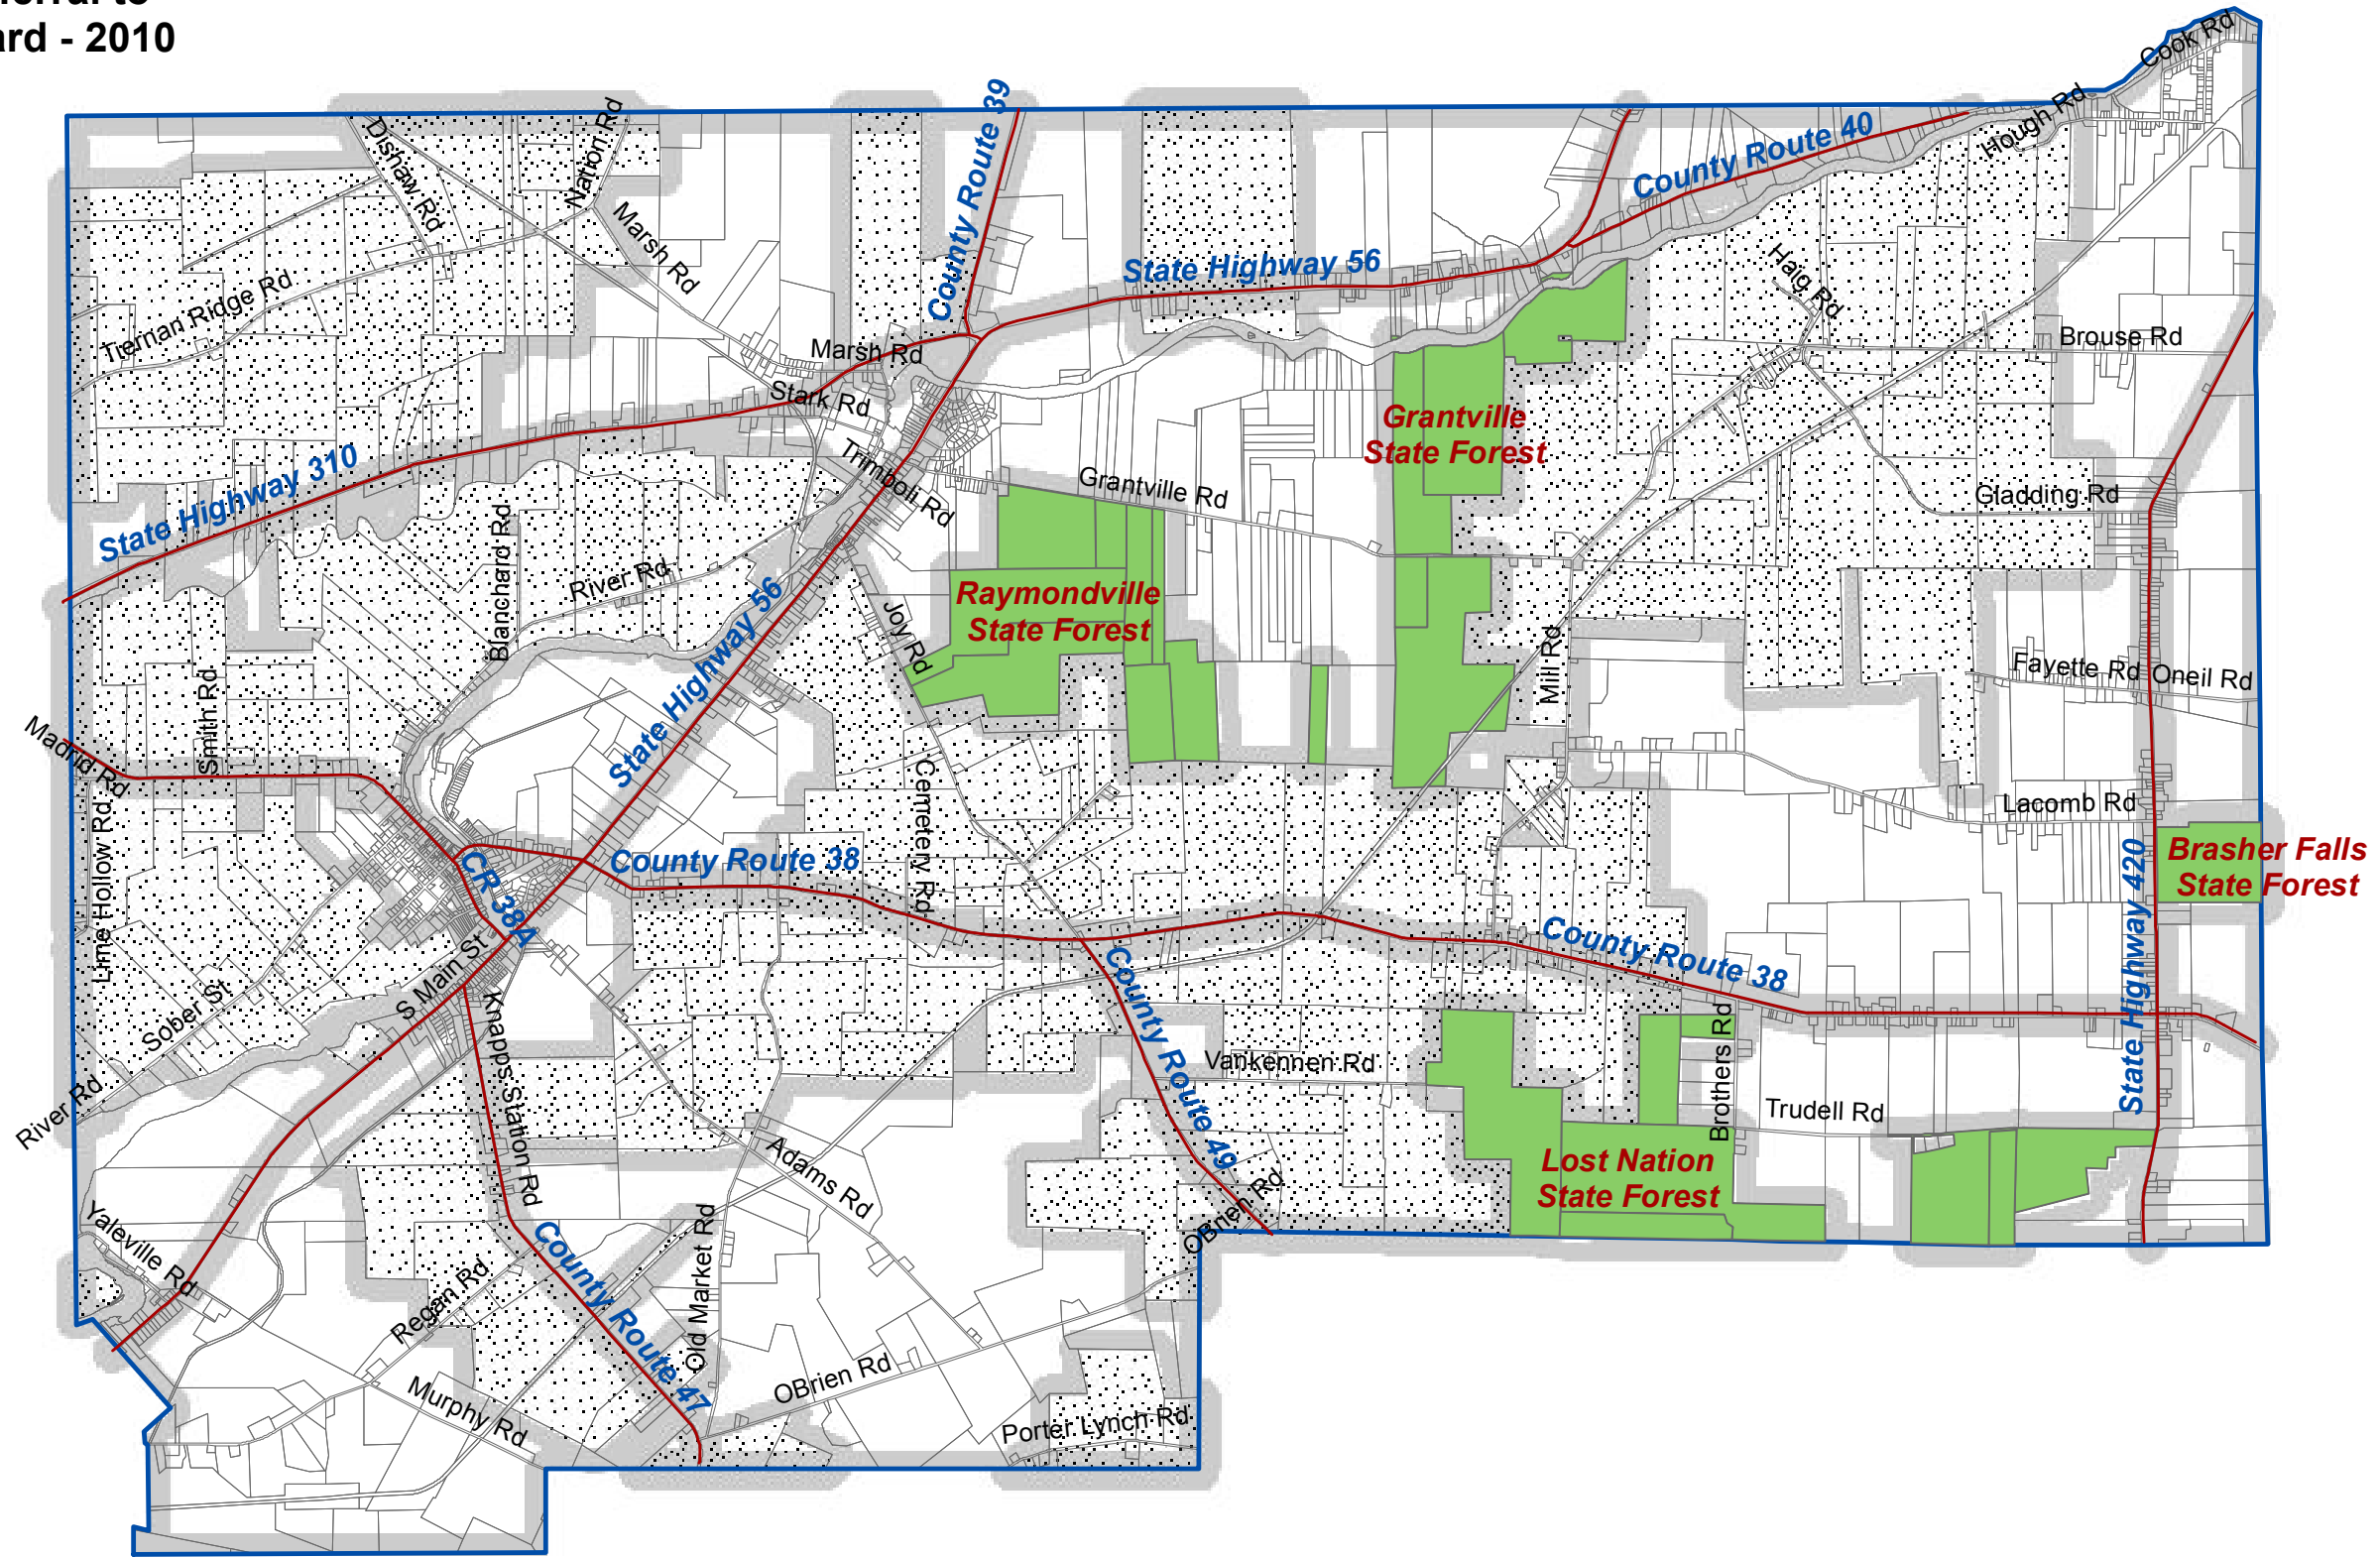 ard - 2010
Cook Rd
Hough Rd
County Route 39
County Route 40
Dishaw Rd
Nation Rd
Marsh Rd
State Highway 56
Haig Rd
Tiernan Ridge Rd
Marsh Rd
Brouse Rd
Stark Rd
Grantville
State Forest
Trimboli Rd
Grantville Rd
Gladding Rd
State Highway 310
Blanchard Rd
River Rd
Raymondville
State Forest
Joy Rd
State Highway 56
Mill Rd
Fayette Rd
Oneil Rd
Smith Rd
Madrid Rd
Lime Hollow Rd
Cemetery Rd
Lacomb Rd
County Route 38
CR 38A
Brasher Falls
State Forest
State Highway 420
County Route 38
S Main St
Sober St
Knapps Station Rd
County Route 49
Vankennen Rd
Brothers Rd
Trudell Rd
River Rd
Adams Rd
Lost Nation
State Forest
OBrien Rd
Yaleville Rd
Regan Rd
County Route 47
Old Market Rd
OBrien Rd
Murphy Rd
Porter Lynch Rd